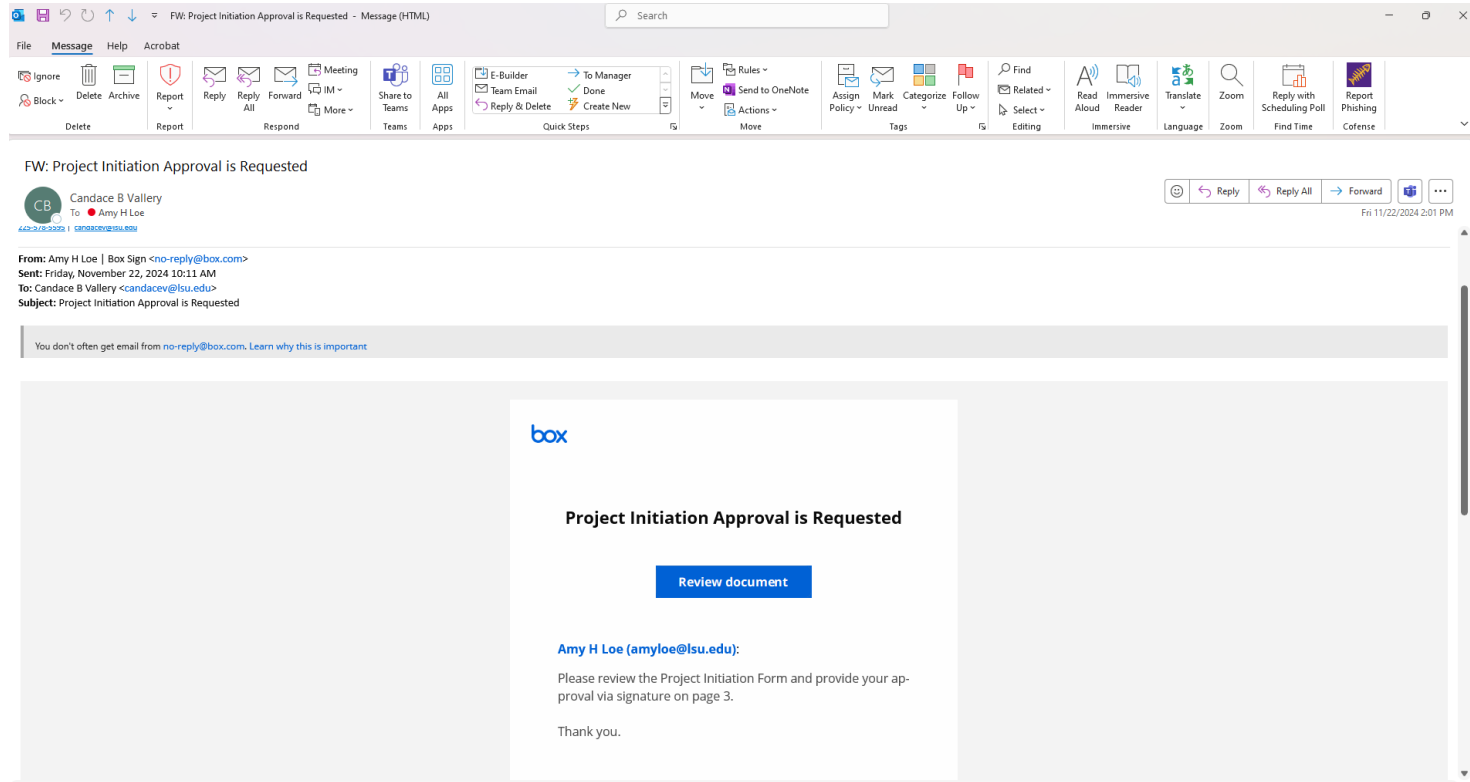 FW: Project Initiation Approval is Requested - Message (HTML)
Search
File Message Help Acrobat
Ignore
Block
Delete
Archive
Delete
Report
Report
Reply
Reply All
Forward
Meeting
IM
More
Respond
Share to Teams
Teams
All Apps
Apps
E-Builder
To Manager
Team Email
Done
Reply & Delete
Create New
Quick Steps
Move
Rules
Send to OneNote
Actions
Move
Assign Policy
Mark Unread
Categorize
Follow Up
Tags
Find
Related
Select
Editing
Read Aloud
Immersive Reader
Immersive
Translate
Language
Zoom
Zoom
Reply with Scheduling Poll
Find Time
Report Phishing
Cofense
FW: Project Initiation Approval is Requested
CB
Candace B Vallery
To Amy H Loe
Reply
Reply All
Forward
Fri 11/22/2024 2:01 PM
225-578-5595 | candacev@lsu.edu
From: Amy H Loe | Box Sign <no-reply@box.com>
Sent: Friday, November 22, 2024 10:11 AM
To: Candace B Vallery <candacev@lsu.edu>
Subject: Project Initiation Approval is Requested
You don't often get email from no-reply@box.com. Learn why this is important
box
Project Initiation Approval is Requested
Review document
Amy H Loe (amyloe@lsu.edu):
Please review the Project Initiation Form and provide your ap-
proval via signature on page 3.
Thank you.